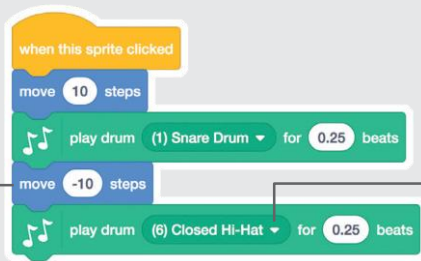 when this sprite clicked
move 10 steps
play drum (1) Snare Drum for 0.25 beats
move -10 steps
play drum (6) Closed Hi-Hat for 0.25 beats